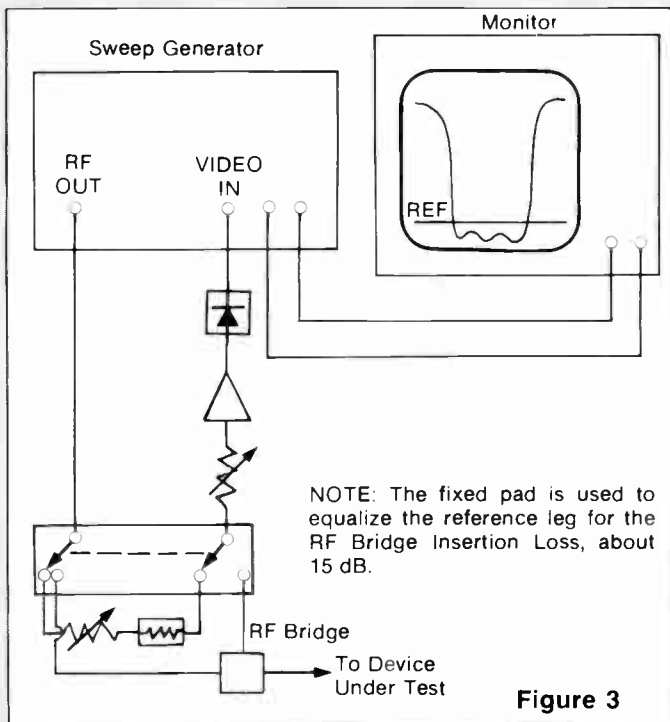 Monitor
Sweep Generator
RF
OUT
VIDEO
IN
REF
NOTE: The fixed pad is used to
equalize the reference leg for the
RF Bridge Insertion Loss, about
15 dB.
RF Bridge
To Device
Under Test
Figure 3